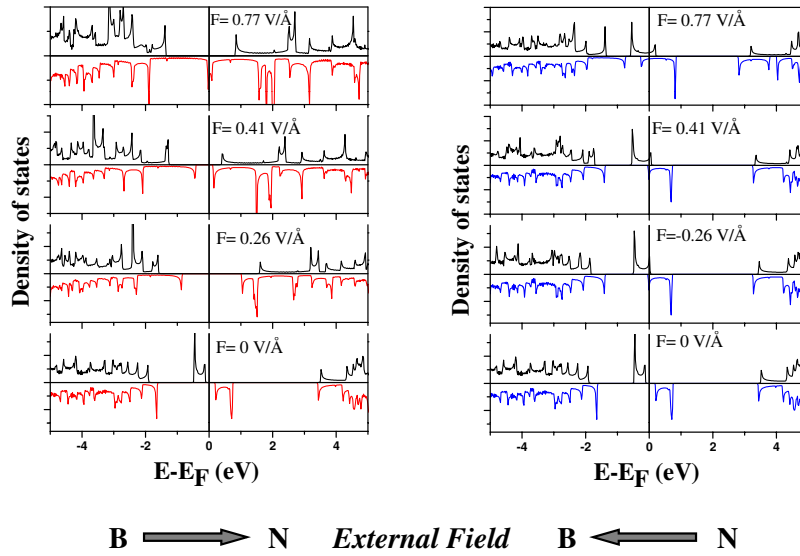 F= 0.77 V/Å
F= 0.41 V/Å
F= 0.26 V/Å
F= 0 V/Å
Density of states
-4 -2 0 2 4
E-EF (eV)
F= 0.77 V/Å
F= 0.41 V/Å
F=-0.26 V/Å
F= 0 V/Å
Density of states
-4 -2 0 2 4
E-EF (eV)
B N External Field B N